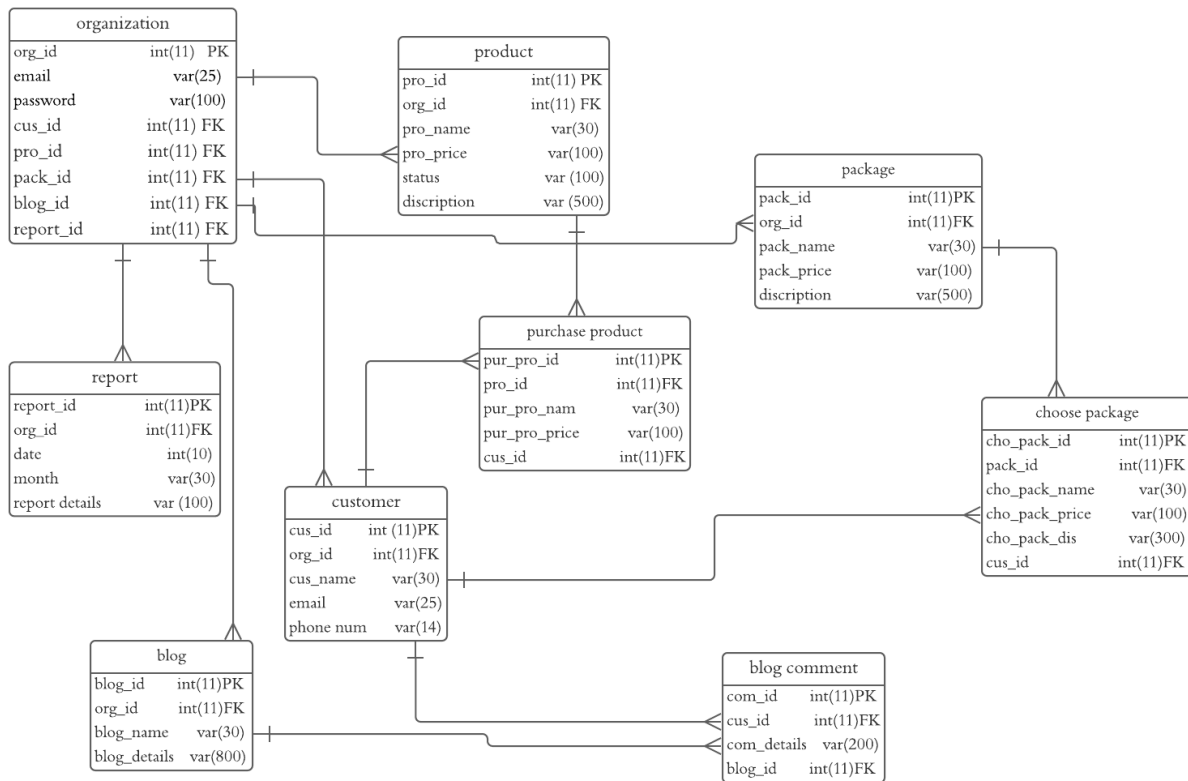 organization
org_id int(11) PK
email var(25)
password var(100)
cus_id int(11) FK
pro_id int(11) FK
pack_id int(11) FK
blog_id int(11) FK
report_id int(11) FK
product
pro_id int(11) PK
org_id int(11) FK
pro_name var(30)
pro_price var(100)
status var (100)
discription var (500)
package
pack_id int(11)PK
org_id int(11)FK
pack_name var(30)
pack_price var(100)
discription var(500)
purchase product
pur_pro_id int(11)PK
pro_id int(11)FK
pur_pro_nam var(30)
pur_pro_price var(100)
cus_id int(11)FK
report
report_id int(11)PK
org_id int(11)FK
date int(10)
month var(30)
report details var (100)
choose package
cho_pack_id int(11)PK
pack_id int(11)FK
cho_pack_name var(30)
cho_pack_price var(100)
cho_pack_dis var(300)
cus_id int(11)FK
customer
cus_id int (11)PK
org_id int(11)FK
cus_name var(30)
email var(25)
phone num var(14)
blog
blog_id int(11)PK
org_id int(11)FK
blog_name var(30)
blog_details var(800)
blog comment
com_id int(11)PK
cus_id int(11)FK
com_details var(200)
blog_id int(11)FK